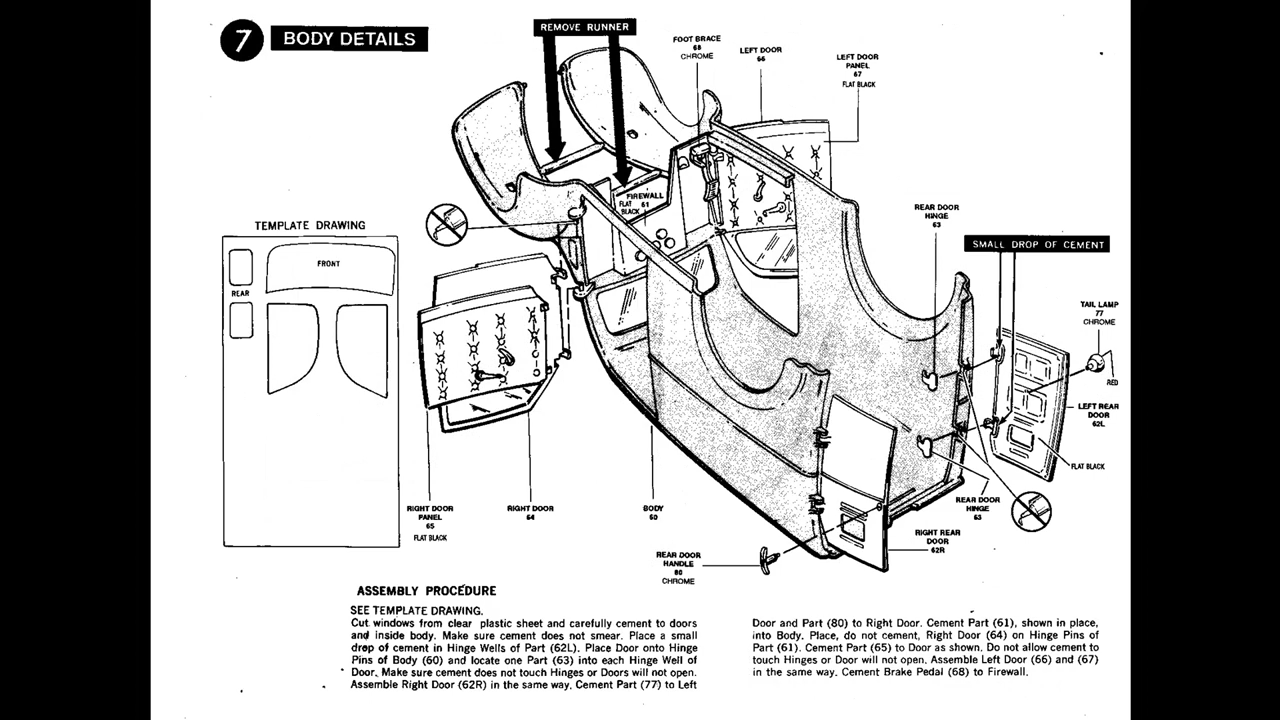 7 BODY DETAILS
REMOVE RUNNER
FOOT BRACE
68
CHROME
LEFT DOOR
66
LEFT DOOR
PANEL
67
FLAT BLACK
FIREWALL
61
FLAT
BLACK
REAR DOOR
HINGE
63
SMALL DROP OF CEMENT
TAIL LAMP
77
CHROME
RED
LEFT REAR
DOOR
62L
FLAT BLACK
TEMPLATE DRAWING
FRONT
REAR
RIGHT DOOR
PANEL
65
FLAT BLACK
RIGHT DOOR
64
BODY
60
REAR DOOR
HINGE
63
RIGHT REAR
DOOR
62R
REAR DOOR
HANDLE
80
CHROME
ASSEMBLY PROCEDURE
SEE TEMPLATE DRAWING.
Cut windows from clear plastic sheet and carefully cement to doors
and inside body. Make sure cement does not smear. Place a small
drop of cement in Hinge Wells of Part (62L). Place Door onto Hinge
Pins of Body (60) and locate one Part (63) into each Hinge Well of
Door. Make sure cement does not touch Hinges or Doors will not open.
Assemble Right Door (62R) in the same way. Cement Part (77) to Left
Door and Part (80) to Right Door. Cement Part (61), shown in place,
into Body. Place, do not cement, Right Door (64) on Hinge Pins of
Part (61). Cement Part (65) to Door as shown. Do not allow cement to
touch Hinges or Door will not open. Assemble Left Door (66) and (67)
in the same way. Cement Brake Pedal (68) to Firewall.